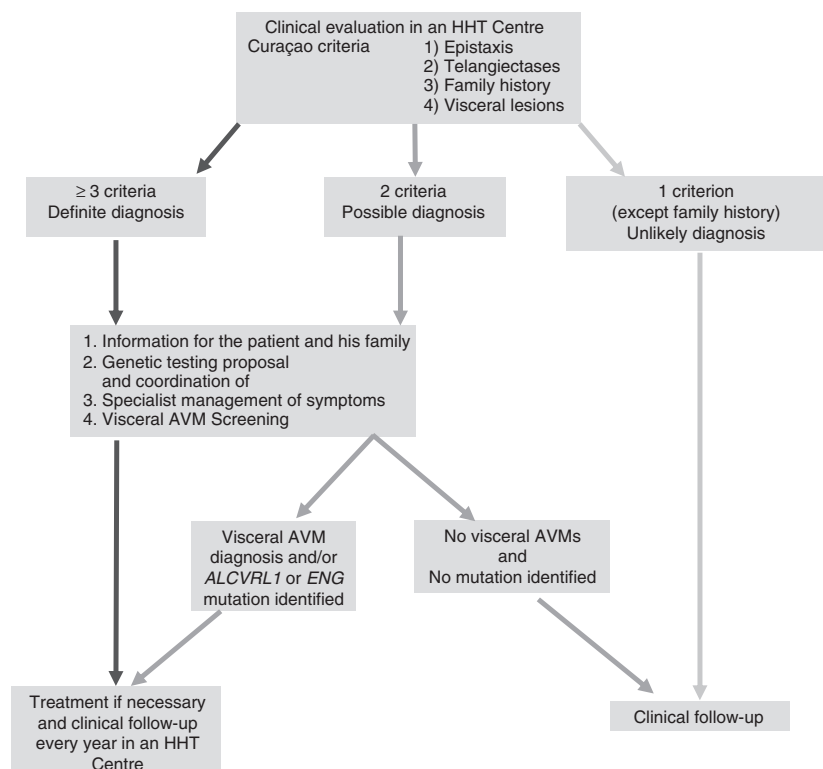 Clinical evaluation in an HHT Centre
Curaçao criteria 1) Epistaxis
2) Telangiectases
3) Family history
4) Visceral lesions
≥ 3 criteria
Definite diagnosis
2 criteria
Possible diagnosis
1 criterion
(except family history)
Unlikely diagnosis
1. Information for the patient and his family
2. Genetic testing proposal
and coordination of
3. Specialist management of symptoms
4. Visceral AVM Screening
Visceral AVM
diagnosis and/or
ALCVRL1 or ENG
mutation identified
No visceral AVMs
and
No mutation identified
Treatment if necessary
and clinical follow-up
every year in an HHT
Centre
Clinical follow-up